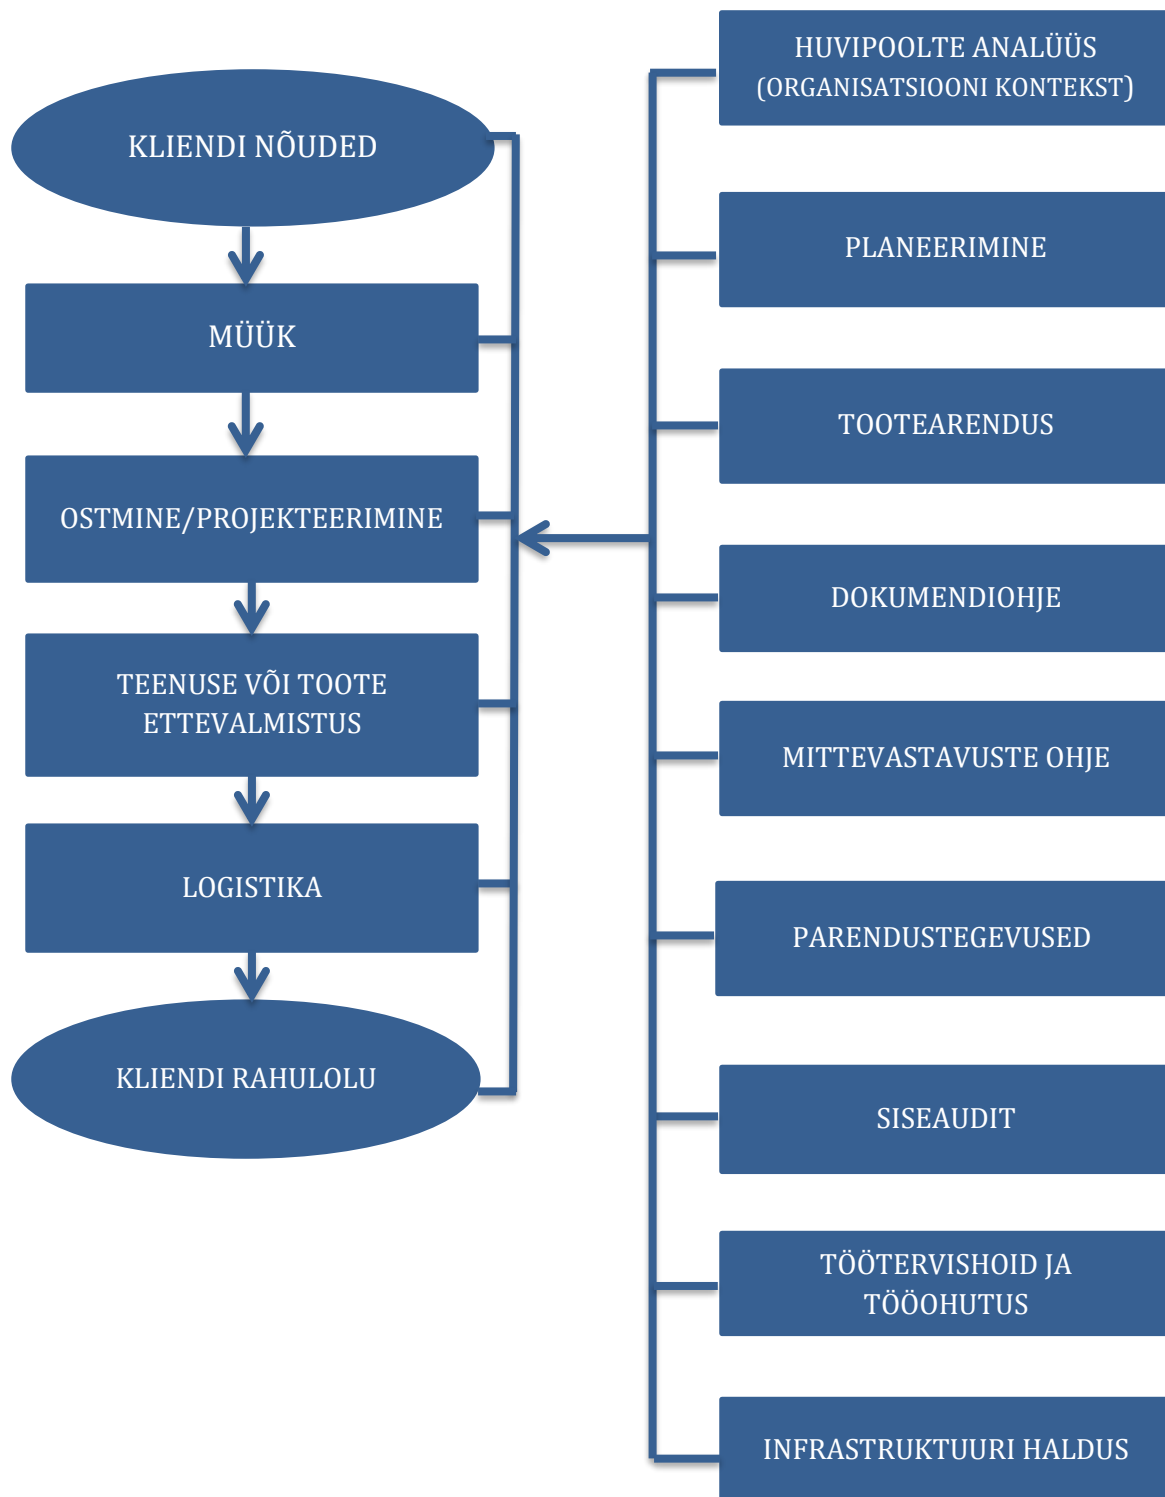 KLIENDI NÕUDED
MÜÜK
OSTMINE/PROJEKTEERIMINE
TEENUSE VÕI TOOTE
ETTEVALMISTUS
LOGISTIKA
KLIENDI RAHULOLU
HUVIPOOLTE ANALÜÜS
(ORGANISATSIOONI KONTEKST)
PLANEERIMINE
TOOTEARENDUS
DOKUMENDIOHJE
MITTEVASTAVUSTE OHJE
PARENDUSTEGEVUSED
SISEAUDIT
TÖÖTERVISHOID JA
TÖÖOHUTUS
INFRASTRUKTUURI HALDUS